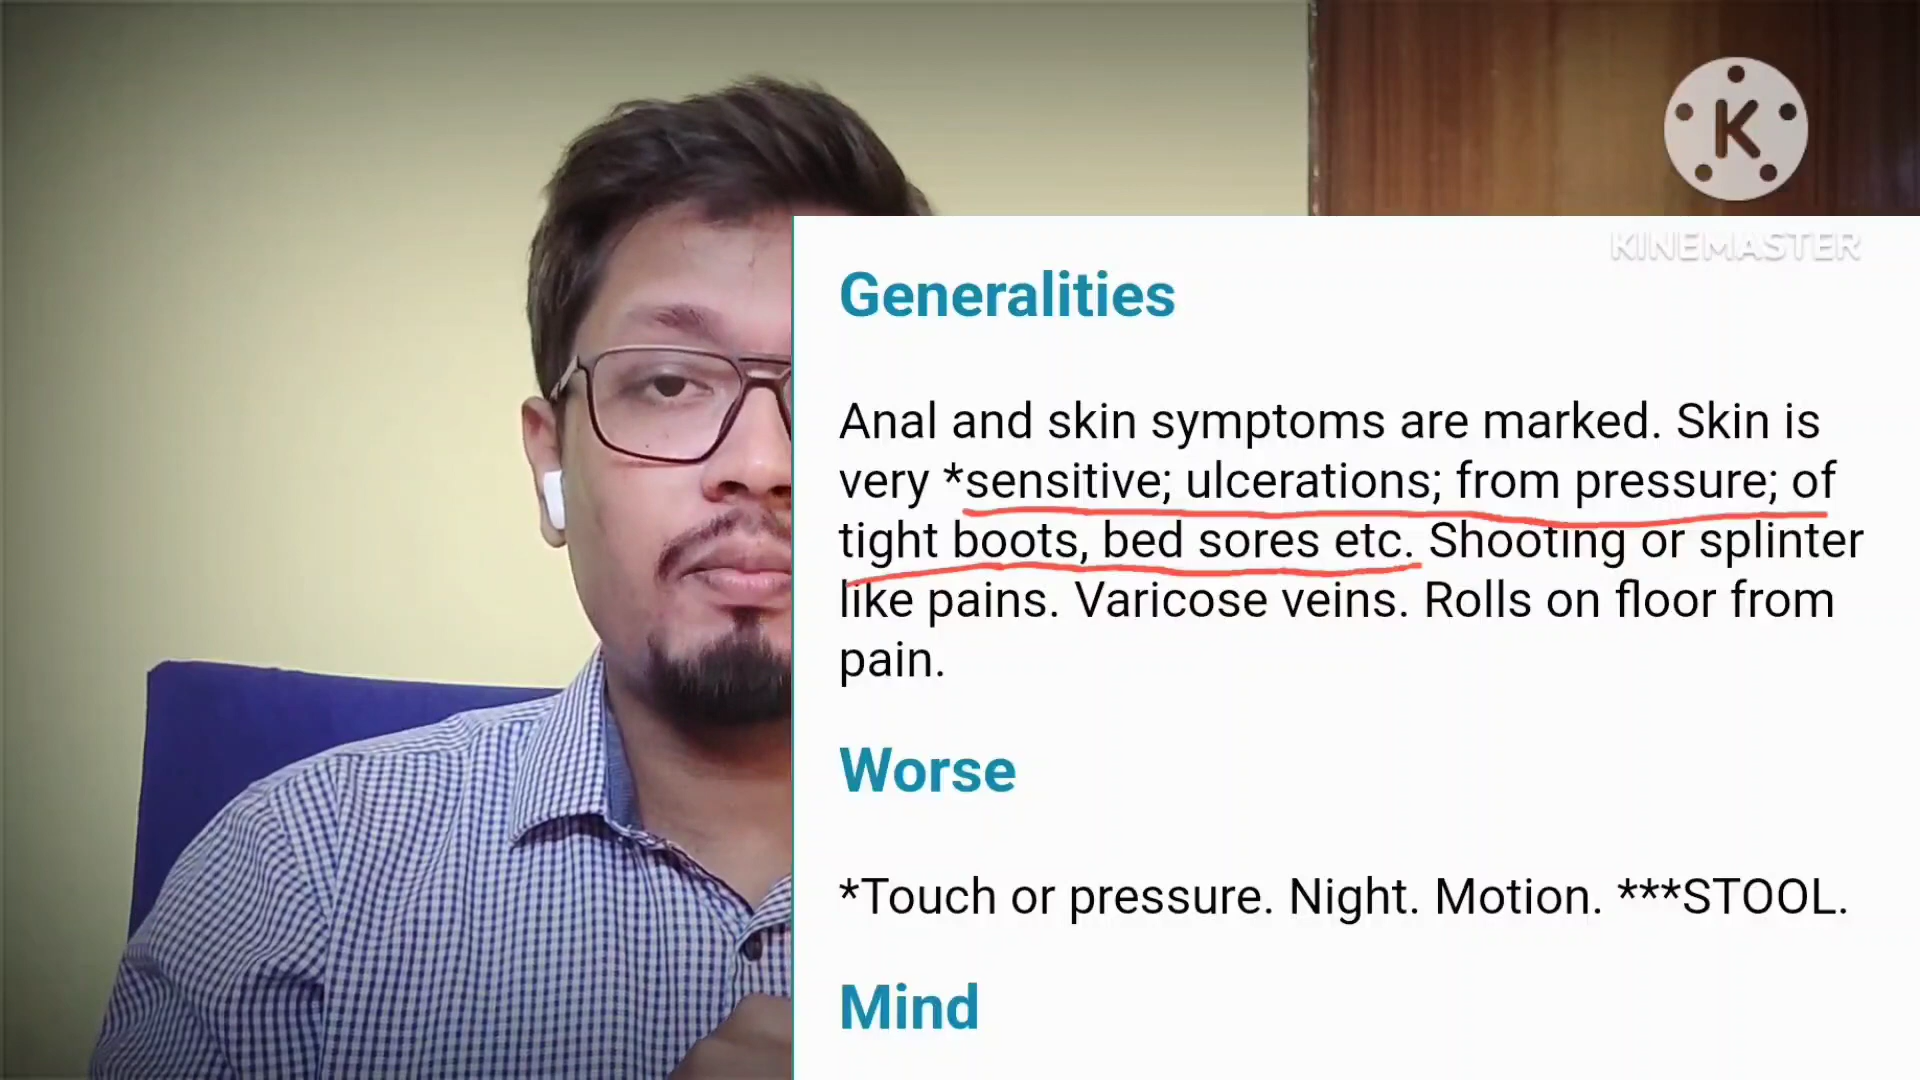 K
KINEMASTER
Generalities
Anal and skin symptoms are marked. Skin is
very *sensitive; ulcerations; from pressure; of
tight boots, bed sores etc. Shooting or splinter
like pains. Varicose veins. Rolls on floor from
pain.
Worse
*Touch or pressure. Night. Motion. ***STOOL.
Mind